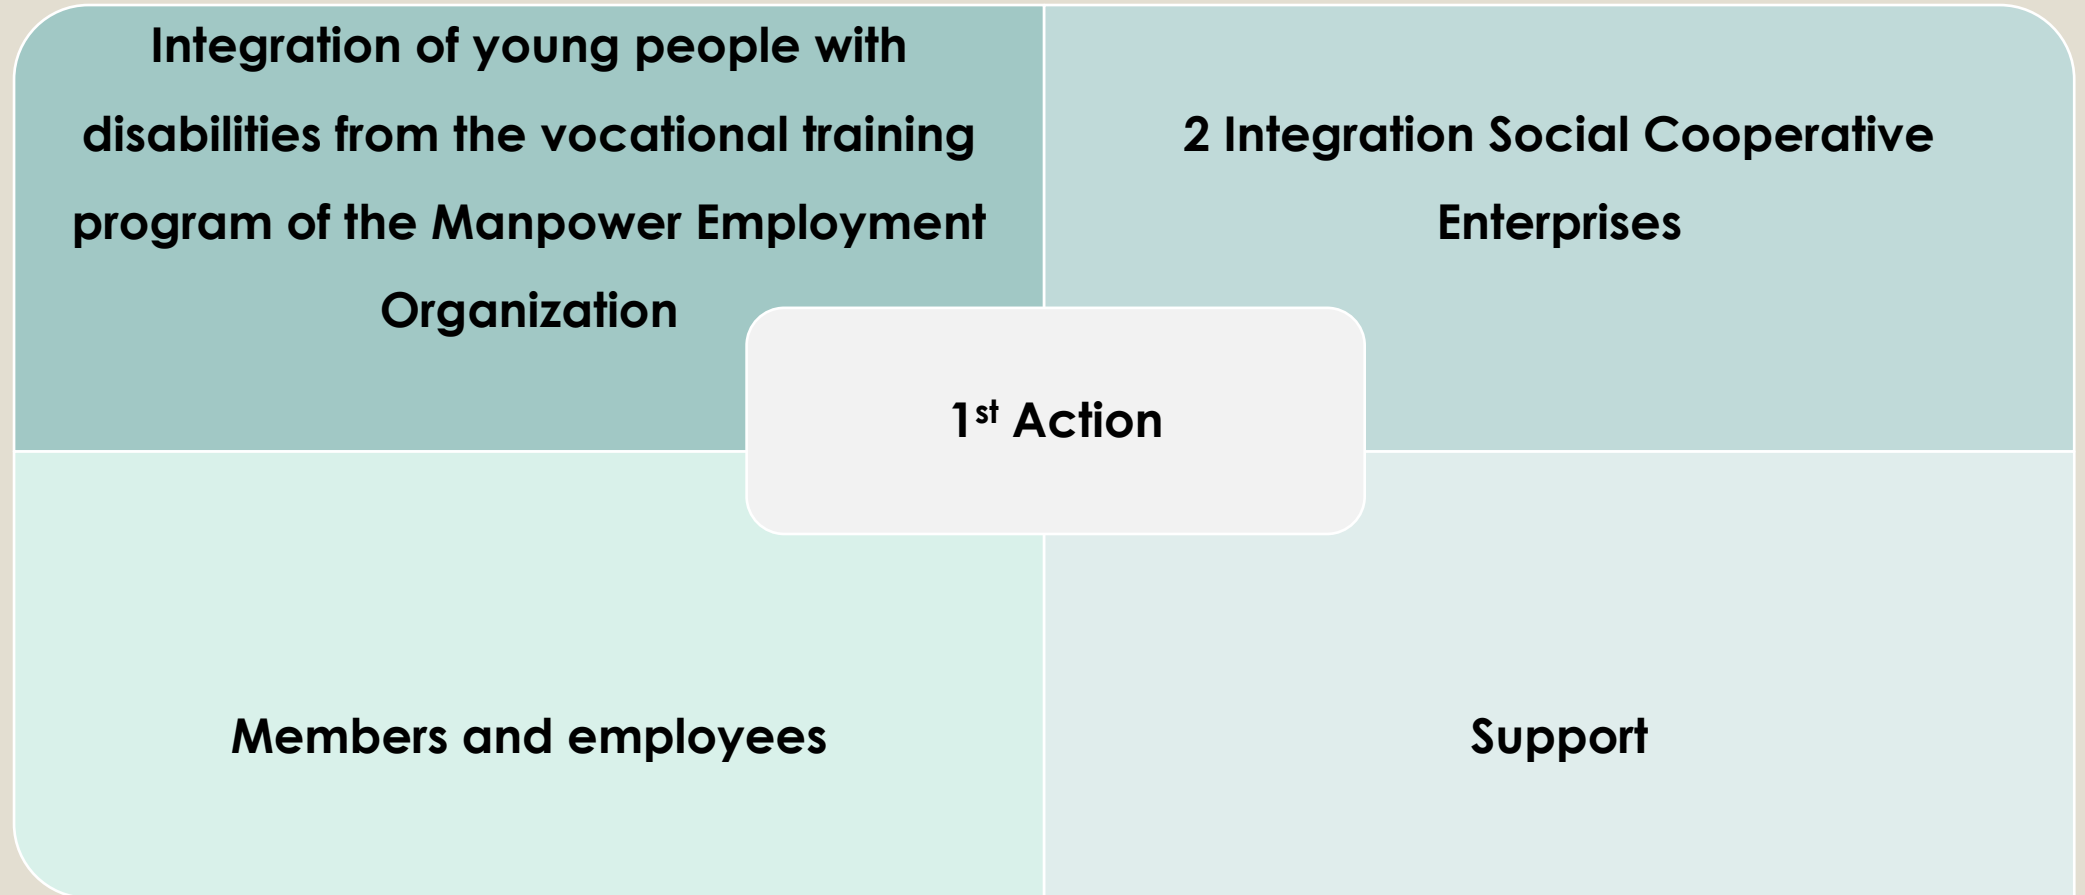 Integration of young people with
disabilities from the vocational training
program of the Manpower Employment
Organization
2 Integration Social Cooperative
Enterprises
1st Action
Members and employees
Support